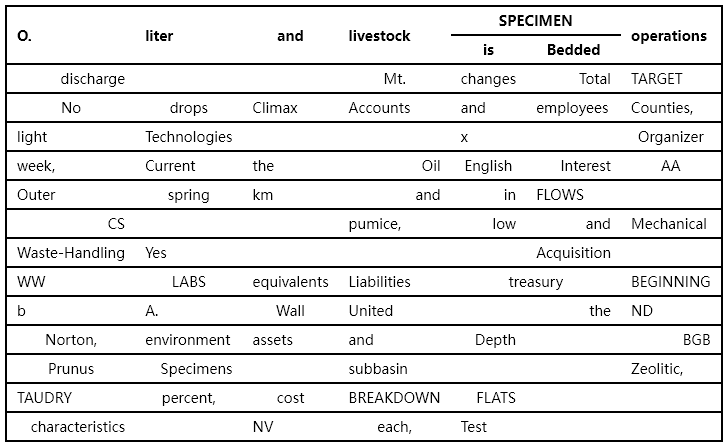 SPECIMEN
O. liter and livestock is Bedded operations
discharge Mt. changes Total TARGET
No drops Climax Accounts and employees Counties,
light Technologies x Organizer
week, Current the Oil English Interest AA
Outer spring km and in FLOWS
CS pumice, low and Mechanical
Waste-Handling Yes Acquisition
WW LABS equivalents Liabilities treasury BEGINNING
b A. Wall United the ND
Norton, environment assets and Depth BGB
Prunus Specimens subbasin Zeolitic,
TAUDRY percent, cost BREAKDOWN FLATS
characteristics NV each, Test